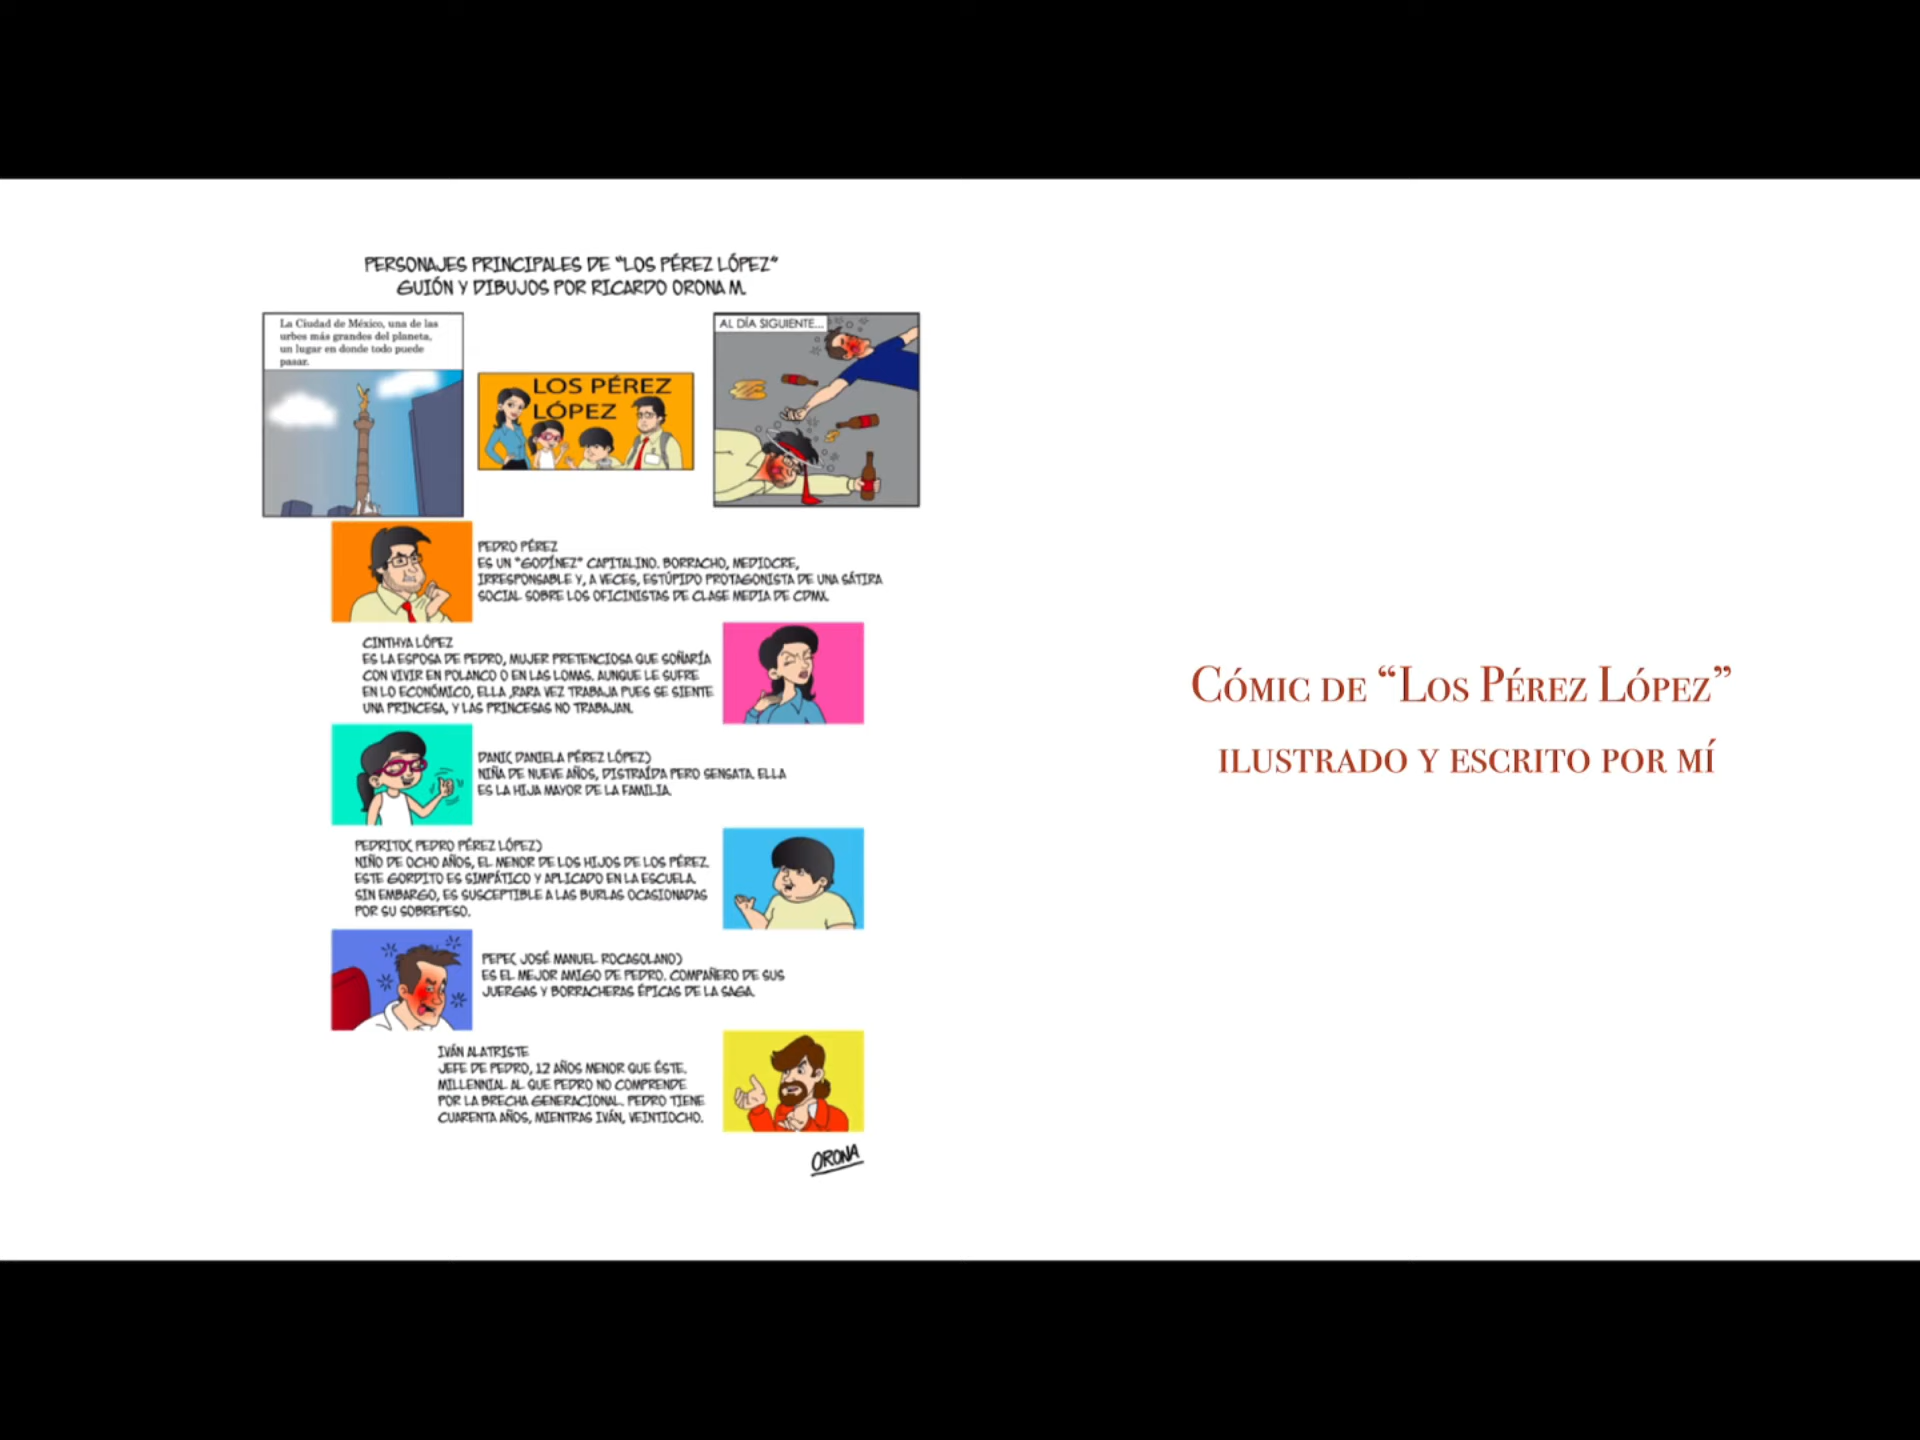 PERSONAJES PRINCIPALES DE "LOS PÉREZ LÓPEZ"
GUIÓN Y DIBUJOS POR RICARDO ORONA M.
La Ciudad de México, una de las
urbes más grandes del planeta,
un lugar en donde todo puede
pasar.
LOS PÉREZ
LÓPEZ
AL DÍA SIGUIENTE...
PEDRO PÉREZ
ES UN "GODÍNEZ" CAPITALINO. BORRACHO, MEDIOCRE,
IRRESPONSABLE Y, A VECES, ESTÚPIDO PROTAGONISTA DE UNA SÁTIRA
SOCIAL SOBRE LOS OFICINISTAS DE CLASE MEDIA DE CDMX.
CINTHYA LÓPEZ
ES LA ESPOSA DE PEDRO, MUJER PRETENCIOSA QUE SOÑARÍA
CON VIVIR EN POLANCO O EN LAS LOMAS. AUNQUE LE SUFRE
EN LO ECONÓMICO, ELLA ,RARA VEZ TRABAJA PUES SE SIENTE
UNA PRINCESA, Y LAS PRINCESAS NO TRABAJAN.
DANI( DANIELA PÉREZ LÓPEZ)
NIÑA DE NUEVE AÑOS, DISTRAÍDA PERO SENSATA. ELLA
ES LA HIJA MAYOR DE LA FAMILIA.
PEDRITO( PEDRO PÉREZ LÓPEZ)
NIÑO DE OCHO AÑOS, EL MENOR DE LOS HIJOS DE LOS PÉREZ.
ESTE GORDITO ES SIMPÁTICO Y APLICADO EN LA ESCUELA.
SIN EMBARGO, ES SUSCEPTIBLE A LAS BURLAS OCASIONADAS
POR SU SOBREPESO.
PEPE( JOSÉ MANUEL ROCASOLANO)
ES EL MEJOR AMIGO DE PEDRO. COMPAÑERO DE SUS
JUERGAS Y BORRACHERAS ÉPICAS DE LA SAGA.
IVÁN ALATRISTE
JEFE DE PEDRO, 12 AÑOS MENOR QUE ÉSTE.
MILLENNIAL AL QUE PEDRO NO COMPRENDE
POR LA BRECHA GENERACIONAL. PEDRO TIENE
CUARENTA AÑOS, MIENTRAS IVÁN, VEINTIOCHO.
ORONA
Cómic de “Los Pérez López”
ilustrado y escrito por mí